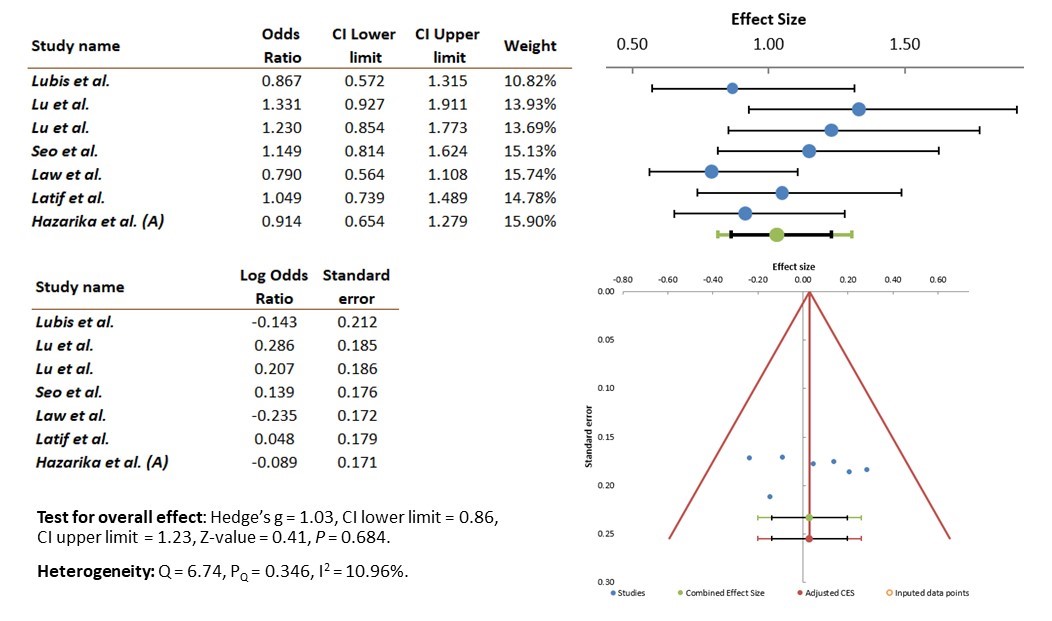 Study name Odds Ratio CI Lower limit CI Upper limit Weight
Lubis et al. 0.867 0.572 1.315 10.82%
Lu et al. 1.331 0.927 1.911 13.93%
Lu et al. 1.230 0.854 1.773 13.69%
Seo et al. 1.149 0.814 1.624 15.13%
Law et al. 0.790 0.564 1.108 15.74%
Latif et al. 1.049 0.739 1.489 14.78%
Hazarika et al. (A) 0.914 0.654 1.279 15.90%
Effect Size
0.50 1.00 1.50
Study name Log Odds Ratio Standard error
Lubis et al. -0.143 0.212
Lu et al. 0.286 0.185
Lu et al. 0.207 0.186
Seo et al. 0.139 0.176
Law et al. -0.235 0.172
Latif et al. 0.048 0.179
Hazarika et al. (A) -0.089 0.171
Test for overall effect: Hedge's g = 1.03, CI lower limit = 0.86,
CI upper limit = 1.23, Z-value = 0.41, P = 0.684.
Heterogeneity: Q = 6.74, PQ = 0.346, I2 = 10.96%.
Effect size
-0.80 -0.60 -0.40 -0.20 0.00 0.20 0.40 0.60
Standard error
0.00
0.05
0.10
0.15
0.20
0.25
0.30
Studies Combined Effect Size Adjusted CES Inputed data points